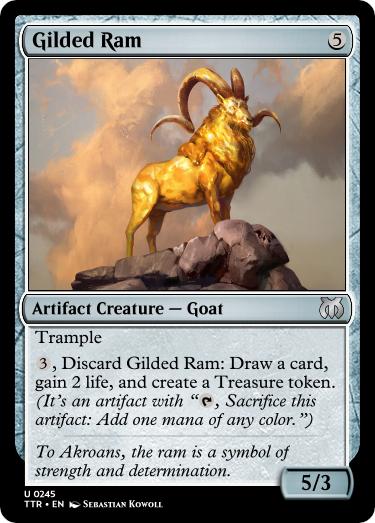 Gilded Ram 5
Artifact Creature — Goat
Trample
3, Discard Gilded Ram: Draw a card,
gain 2 life, and create a Treasure token.
(It's an artifact with “, Sacrifice this
artifact: Add one mana of any color.”)
To Akroans, the ram is a symbol of
strength and determination.
5/3
U 0245
TTR • EN Sebastian Kowoll